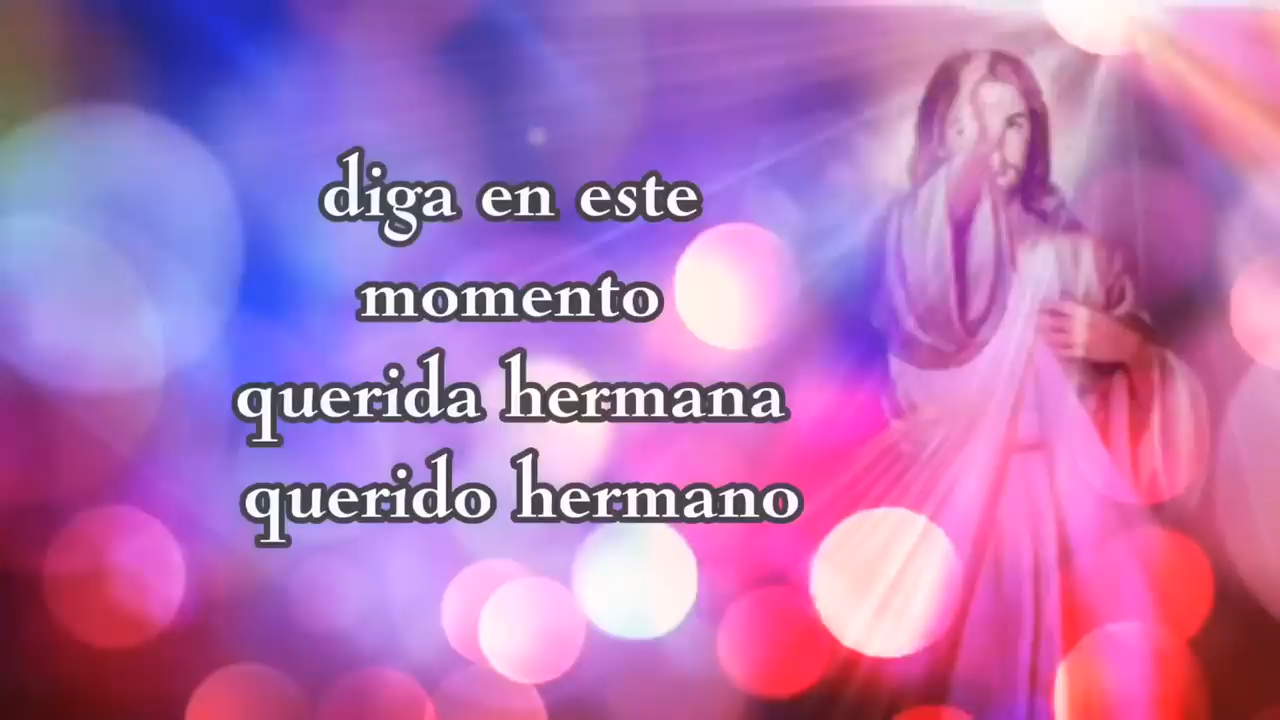 diga en este
momento
querida hermana
querido hermano